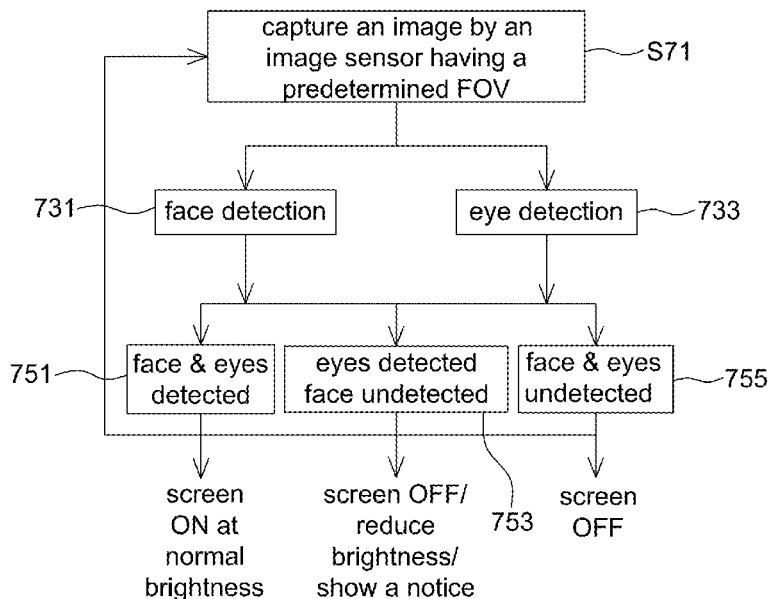 capture an image by an
image sensor having a
predetermined FOV
S71
731
face detection
eye detection
733
751
face & eyes
detected
eyes detected
face undetected
face & eyes
undetected
755
753
screen
ON at
normal
brightness
screen OFF/
reduce
brightness/
show a notice
screen
OFF